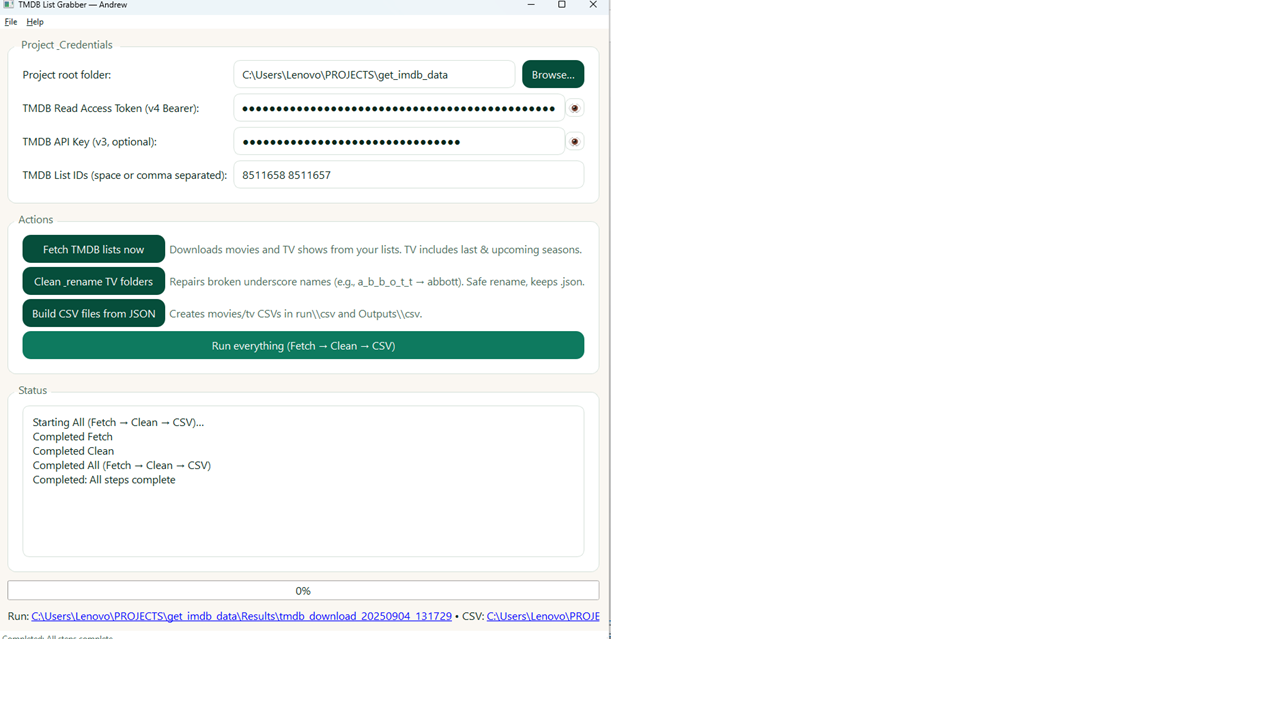 TMDB List Grabber — Andrew
File Help
Project _Credentials
Project root folder: C:\Users\Lenovo\PROJECTS\get_imdb_data Browse...
TMDB Read Access Token (v4 Bearer): ●●●●●●●●●●●●●●●●●●●●●●●●●●●●●●●●●●●●●●●●●●●●●●
TMDB API Key (v3, optional): ●●●●●●●●●●●●●●●●●●●●●●●●●●●●●●●●
TMDB List IDs (space or comma separated): 8511658 8511657
Actions
Fetch TMDB lists now Downloads movies and TV shows from your lists. TV includes last & upcoming seasons.
Clean _rename TV folders Repairs broken underscore names (e.g., a_b_b_o_t_t → abbott). Safe rename, keeps .json.
Build CSV files from JSON Creates movies/tv CSVs in run\\csv and Outputs\\csv.
Run everything (Fetch → Clean → CSV)
Status
Starting All (Fetch → Clean → CSV)...
Completed Fetch
Completed Clean
Completed All (Fetch → Clean → CSV)
Completed: All steps complete
0%
Run: C:\Users\Lenovo\PROJECTS\get_imdb_data\Results\tmdb_download_20250904_131729 • CSV: C:\Users\Lenovo\PROJE
Completed: All steps complete